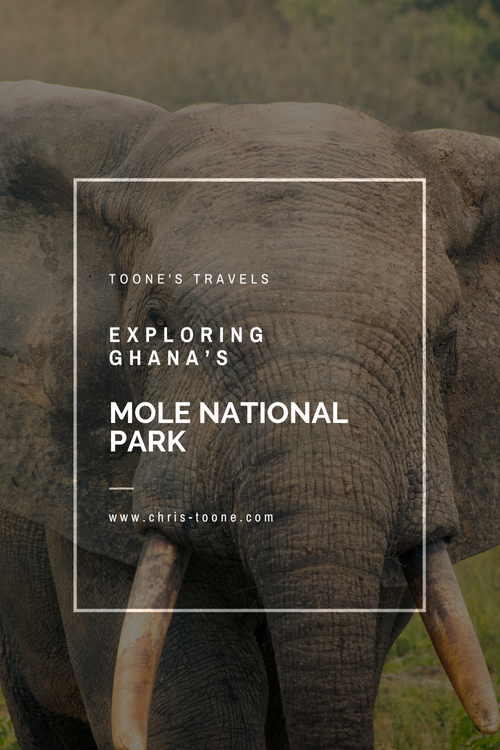 TOONE'S TRAVELS
EXPLORING
GHANA'S
MOLE NATIONAL
PARK
www.chris-toone.com